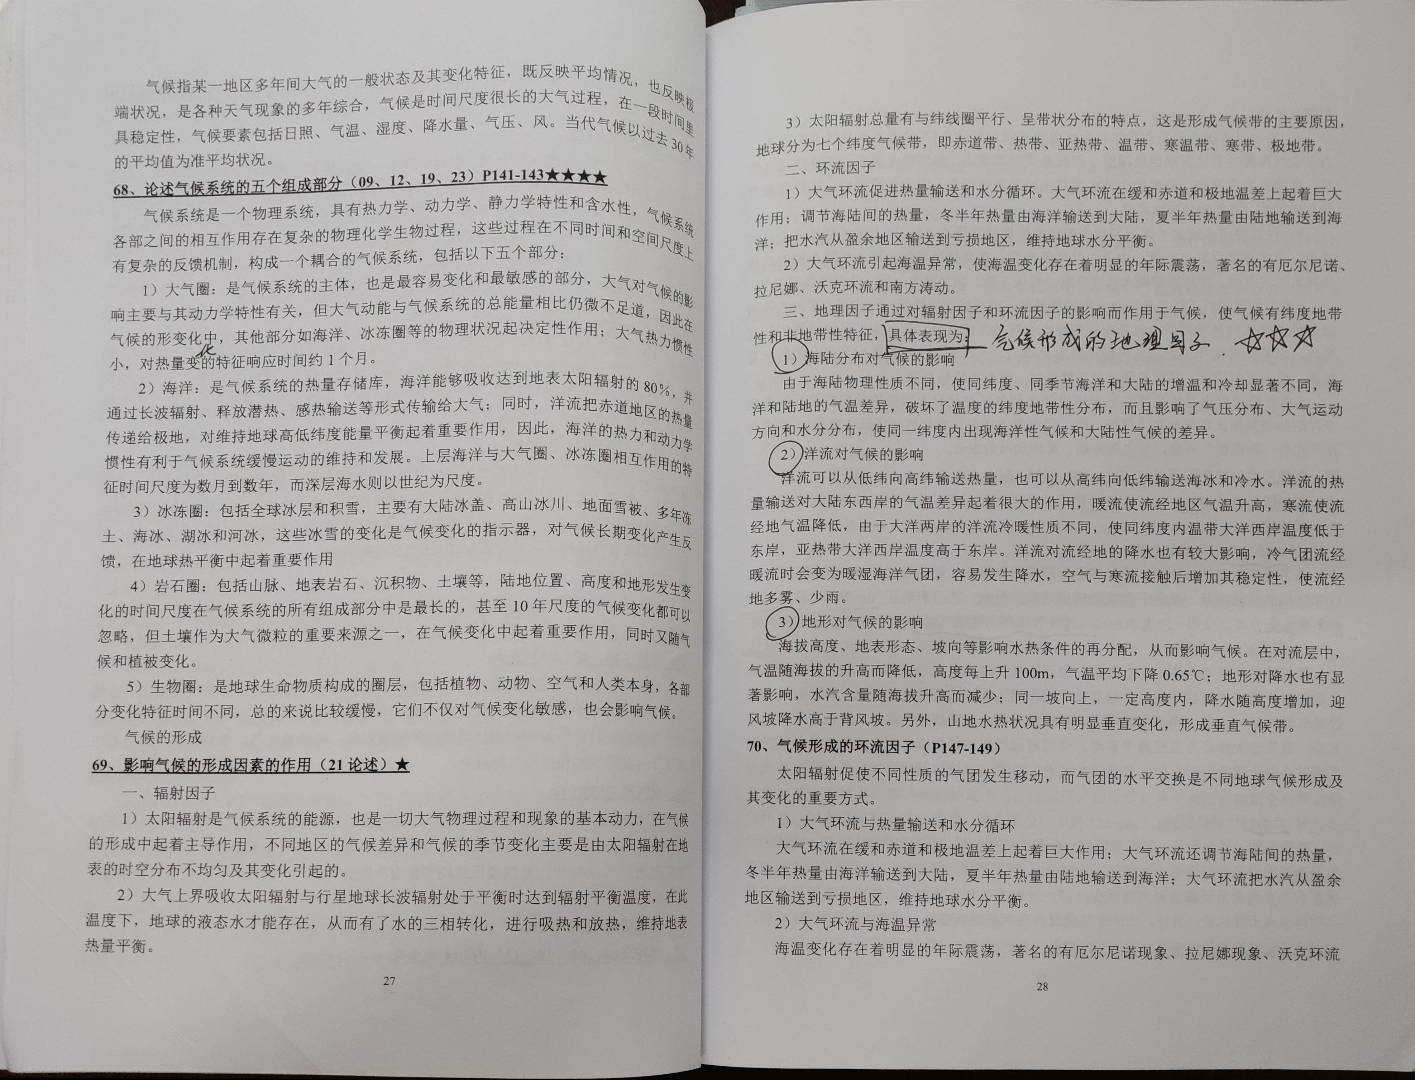 气候指某一地区多年间大气的一般状态及其变化特征，既反映平均情况，也反映极
端状况，是各种天气现象的多年综合，气候是时间尺度很长的大气过程，在一段时间里
具稳定性，气候要素包括日照、气温、湿度、降水量、气压、风。当代气候以过去 30 年
的平均值为准平均状况。
68、论述气候系统的五个组成部分（09、12、19、23）P141-143★★★★
气候系统是一个物理系统，具有热力学、动力学、静力学特性和含水性，气候系统
各部之间的相互作用存在复杂的物理化学生物过程，这些过程在不同时间和空间尺度上
有复杂的反馈机制，构成一个耦合的气候系统，包括以下五个部分：
1）大气圈：是气候系统的主体，也是最容易变化和最敏感的部分，大气对气候的影
响主要与其动力学特性有关，但大气动能与气候系统的总能量相比仍微不足道，因此在
气候的形变化中，其他部分如海洋、冰冻圈等的物理状况起决定性作用；大气热力惯性
小，对热量变的特征响应时间约 1 个月。
化
2）海洋：是气候系统的热量存储库，海洋能够吸收达到地表太阳辐射的 80%，并
通过长波辐射、释放潜热、感热输送等形式传输给大气；同时，洋流把赤道地区的热量
传递给极地，对维持地球高低纬度能量平衡起着重要作用，因此，海洋的热力和动力学
惯性有利于气候系统缓慢运动的维持和发展。上层海洋与大气圈、冰冻圈相互作用的特
征时间尺度为数月到数年，而深层海水则以世纪为尺度。
3）冰冻圈：包括全球冰层和积雪，主要有大陆冰盖、高山冰川、地面雪被、多年冻
土、海冰、湖冰和河冰，这些冰雪的变化是气候变化的指示器，对气候长期变化产生反
馈，在地球热平衡中起着重要作用
4）岩石圈：包括山脉、地表岩石、沉积物、土壤等，陆地位置、高度和地形发生变
化的时间尺度在气候系统的所有组成部分中是最长的，甚至 10 年尺度的气候变化都可以
忽略，但土壤作为大气微粒的重要来源之一，在气候变化中起着重要作用，同时又随气
候和植被变化。
5）生物圈：是地球生命物质构成的圈层，包括植物、动物、空气和人类本身，各部
分变化特征时间不同，总的来说比较缓慢，它们不仅对气候变化敏感，也会影响气候。
气候的形成
69、影响气候的形成因素的作用（21 论述）★
一、辐射因子
1）太阳辐射是气候系统的能源，也是一切大气物理过程和现象的基本动力，在气候
的形成中起着主导作用，不同地区的气候差异和气候的季节变化主要是由太阳辐射在地
表的时空分布不均匀及其变化引起的。
2）大气上界吸收太阳辐射与行星地球长波辐射处于平衡时达到辐射平衡温度，在此
温度下，地球的液态水才能存在，从而有了水的三相转化，进行吸热和放热，维持地表
热量平衡。
27
3）太阳辐射总量有与纬线圈平行、呈带状分布的特点，这是形成气候带的主要原因，
地球分为七个纬度气候带，即赤道带、热带、亚热带、温带、寒温带、寒带、极地带。
二、环流因子
1）大气环流促进热量输送和水分循环。大气环流在缓和赤道和极地温差上起着巨大
作用；调节海陆间的热量，冬半年热量由海洋输送到大陆，夏半年热量由陆地输送到海
洋；把水汽从盈余地区输送到亏损地区，维持地球水分平衡。
2）大气环流引起海温异常，使海温变化存在着明显的年际震荡，著名的有厄尔尼诺、
拉尼娜、沃克环流和南方涛动。
三、地理因子通过对辐射因子和环流因子的影响而作用于气候，使气候有纬度地带
性和非地带性特征，具体表现为： 气候形成的地理因子．☆☆☆
1）海陆分布对气候的影响
由于海陆物理性质不同，使同纬度、同季节海洋和大陆的增温和冷却显著不同，海
洋和陆地的气温差异，破坏了温度的纬度地带性分布，而且影响了气压分布、大气运动
方向和水分分布，使同一纬度内出现海洋性气候和大陆性气候的差异。
2）洋流对气候的影响
洋流可以从低纬向高纬输送热量，也可以从高纬向低纬输送海冰和冷水。洋流的热
量输送对大陆东西岸的气温差异起着很大的作用，暖流使流经地区气温升高，寒流使流
经地气温降低，由于大洋两岸的洋流冷暖性质不同，使同纬度内温带大洋西岸温度低于
东岸，亚热带大洋西岸温度高于东岸。洋流对流经地的降水也有较大影响，冷气团流经
暖流时会变为暖湿海洋气团，容易发生降水，空气与寒流接触后增加其稳定性，使流经
地多雾、少雨。
3）地形对气候的影响
海拔高度、地表形态、坡向等影响水热条件的再分配，从而影响气候。在对流层中，
气温随海拔的升高而降低，高度每上升 100m，气温平均下降 0.65℃；地形对降水也有显
著影响，水汽含量随海拔升高而减少；同一坡向上，一定高度内，降水随高度增加，迎
风坡降水高于背风坡。另外，山地水热状况具有明显垂直变化，形成垂直气候带。
70、气候形成的环流因子（P147-149）
太阳辐射促使不同性质的气团发生移动，而气团的水平交换是不同地球气候形成及
其变化的重要方式。
1）大气环流与热量输送和水分循环
大气环流在缓和赤道和极地温差上起着巨大作用；大气环流还调节海陆间的热量，
冬半年热量由海洋输送到大陆，夏半年热量由陆地输送到海洋；大气环流把水汽从盈余
地区输送到亏损地区，维持地球水分平衡。
2）大气环流与海温异常
海温变化存在着明显的年际震荡，著名的有厄尔尼诺现象、拉尼娜现象、沃克环流
28